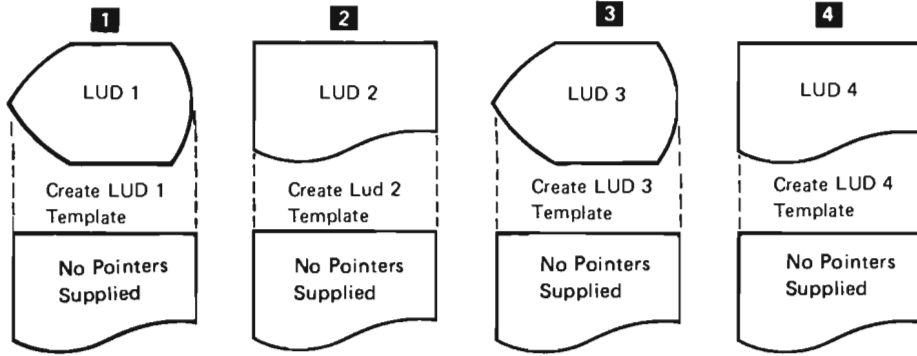 1 2 3 4
LUD 1 LUD 2 LUD 3 LUD 4
Create LUD 1 Create Lud 2 Create LUD 3 Create LUD 4
Template Template Template Template
No Pointers No Pointers No Pointers No Pointers
Supplied Supplied Supplied Supplied